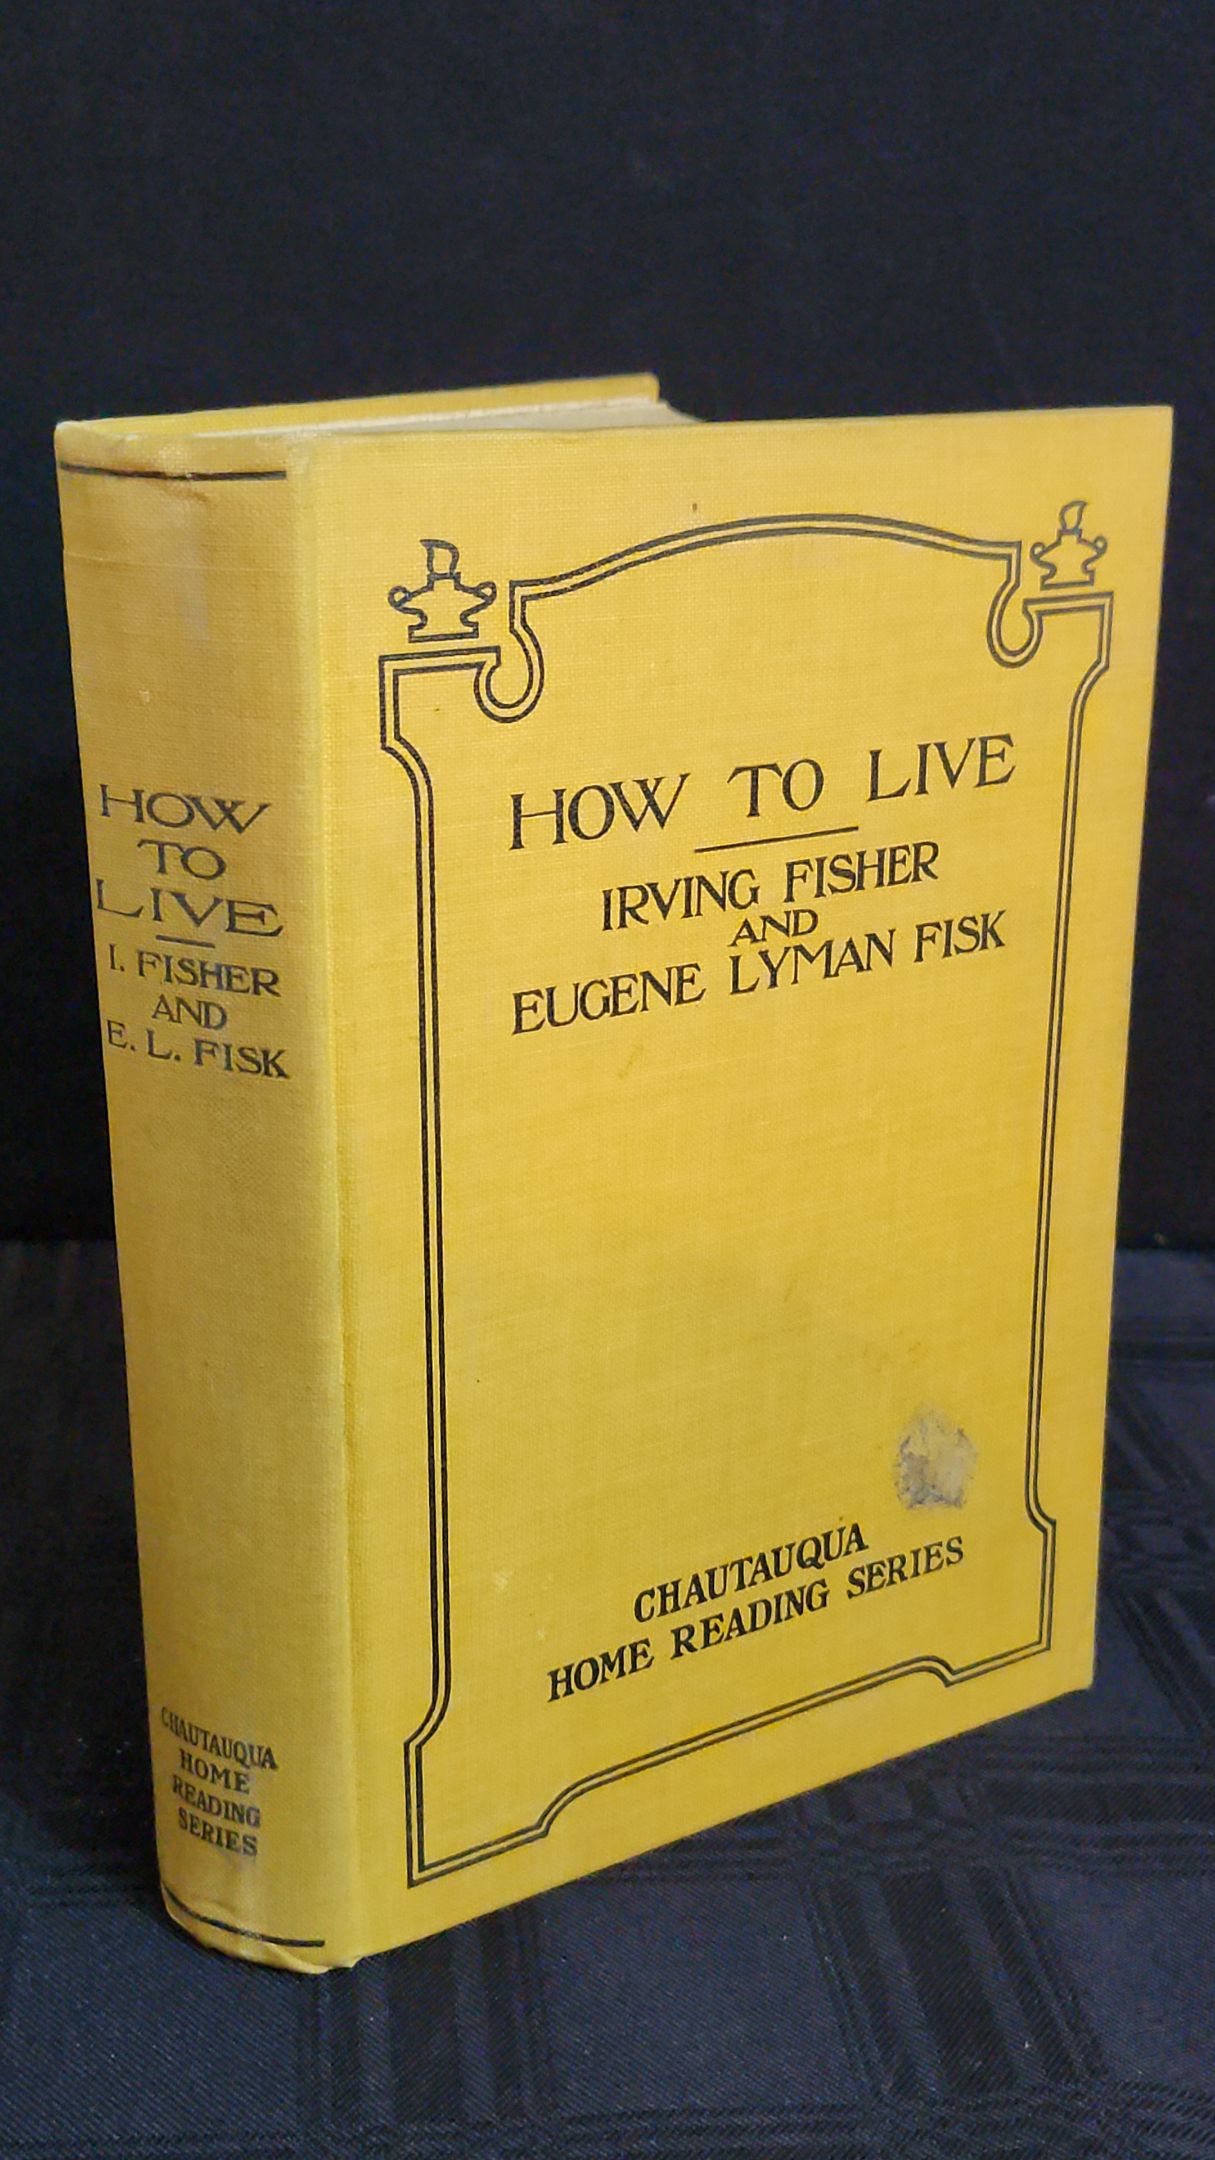 HOW
TO
LIVE
I. FISHER
AND
E. L. FISK
CHAUTAUQUA
HOME
READING
SERIES
HOW TO LIVE
IRVING FISHER
AND
EUGENE LYMAN FISK
CHAUTAUQUA
HOME READING SERIES